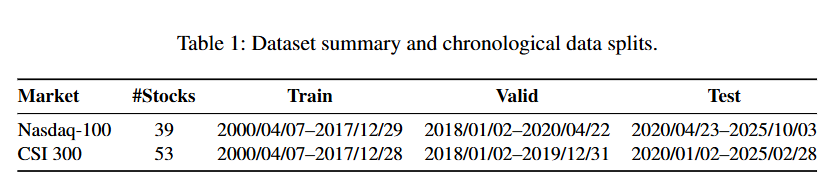 Table 1: Dataset summary and chronological data splits.
Market #Stocks Train Valid Test
Nasdaq-100 39 2000/04/07–2017/12/29 2018/01/02–2020/04/22 2020/04/23–2025/10/03
CSI 300 53 2000/04/07–2017/12/28 2018/01/02–2019/12/31 2020/01/02–2025/02/28